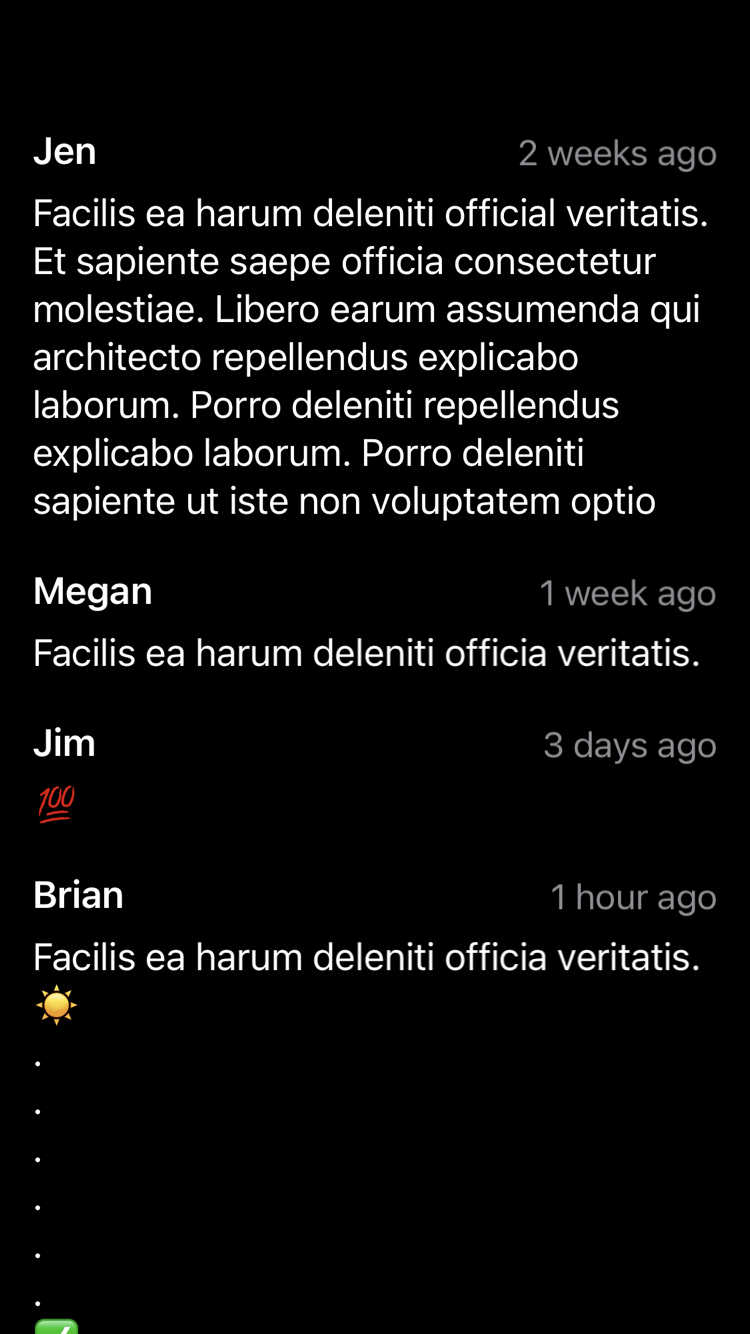 Jen 2 weeks ago
Facilis ea harum deleniti official veritatis.
Et sapiente saepe officia consectetur
molestiae. Libero earum assumenda qui
architecto repellendus explicabo
laborum. Porro deleniti repellendus
explicabo laborum. Porro deleniti
sapiente ut iste non voluptatem optio
Megan 1 week ago
Facilis ea harum deleniti officia veritatis.
Jim 3 days ago
💯
Brian 1 hour ago
Facilis ea harum deleniti officia veritatis.
☀️
.
.
.
.
.
.
✅